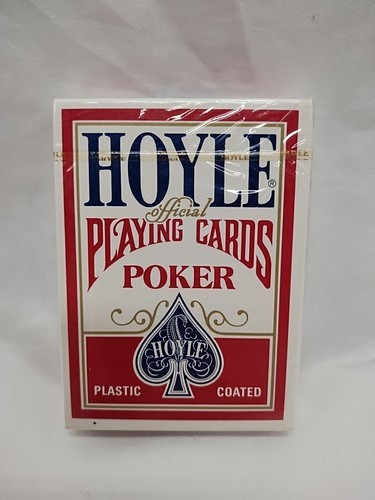 HOYLE®
official
PLAYING CARDS
POKER
HOYLE
PLASTIC COATED